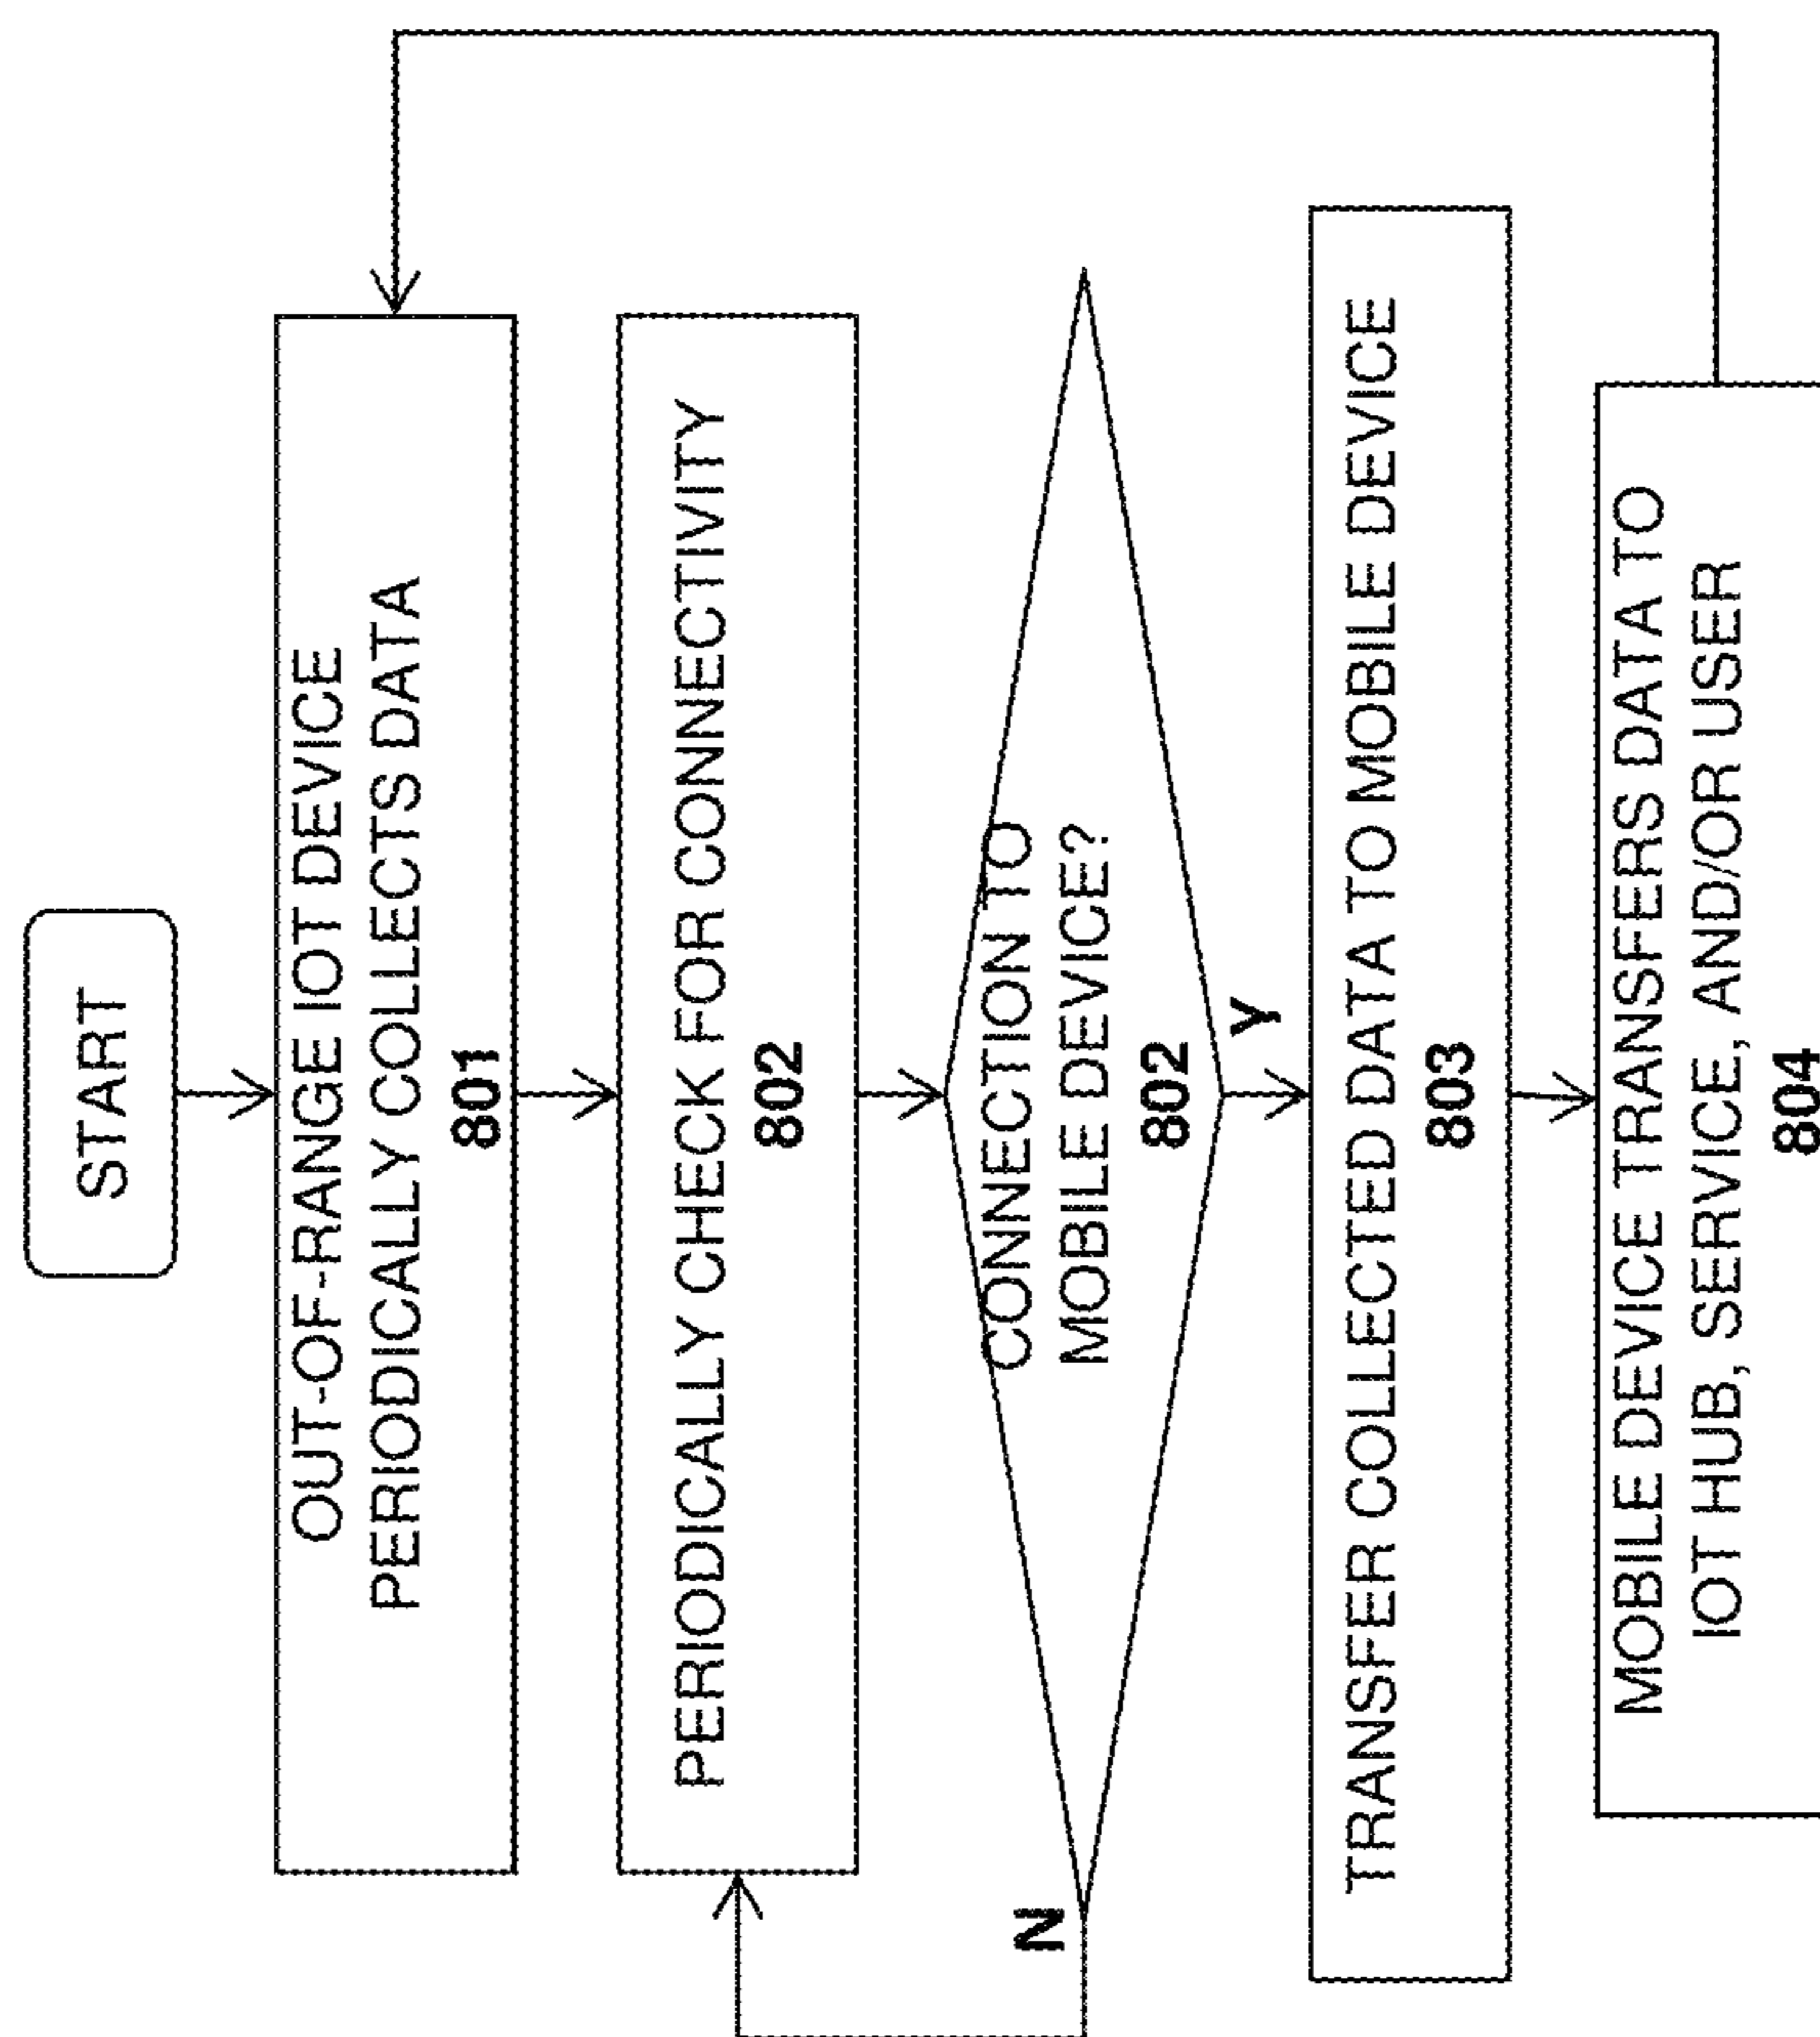 START
OUT-OF-RANGE IOT DEVICE
PERIODICALLY COLLECTS DATA
801
PERIODICALLY CHECK FOR CONNECTIVITY
802
CONNECTION TO
MOBILE DEVICE?
802
N
Y
TRANSFER COLLECTED DATA TO MOBILE DEVICE
803
MOBILE DEVICE TRANSFERS DATA TO
IOT HUB, SERVICE, AND/OR USER
804